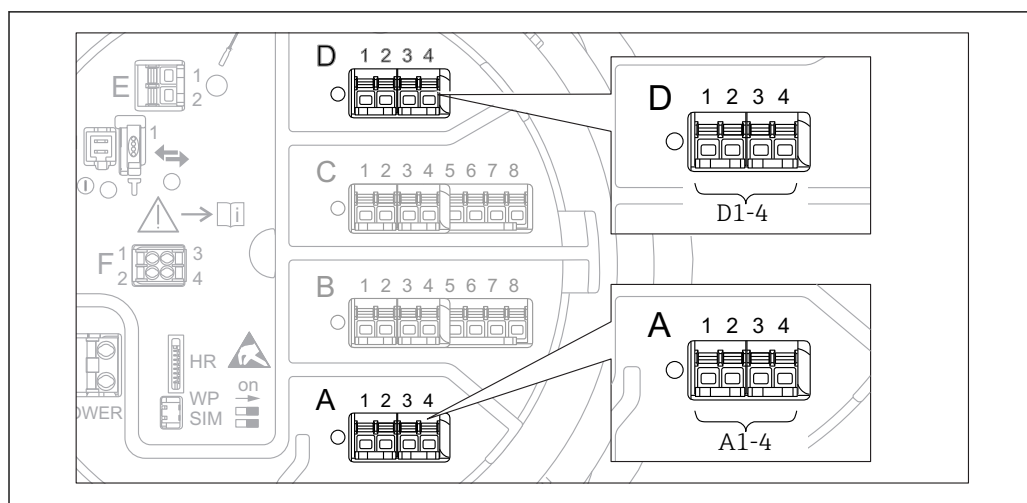 D 1 2 3 4
E 1
2
1
C 1 2 3 4 5 6 7 8
i
F 1 3
2 4
B 1 2 3 4 5 6 7 8
HR
WP on
SIM
OWER
A 1 2 3 4
D 1 2 3 4
D1-4
A 1 2 3 4
A1-4